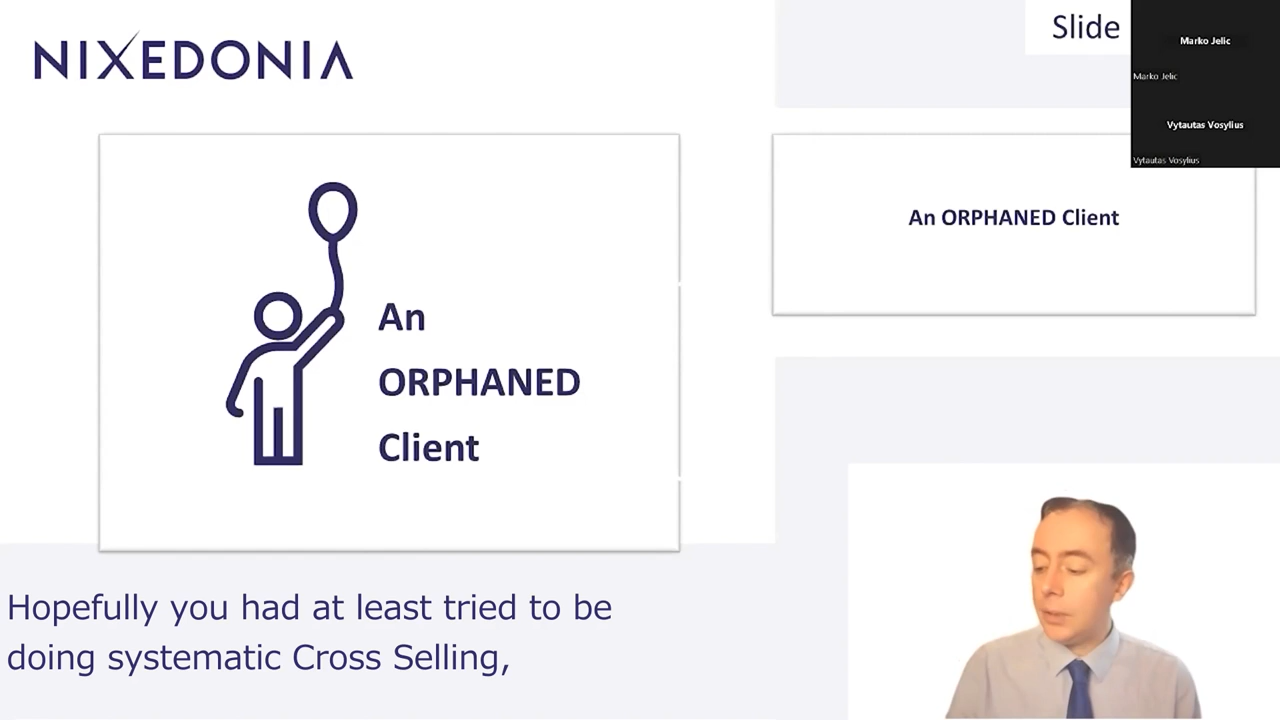 NIXEDONIA
Slide
Marko Jelic
Marko Jelic
Vytautas Vosylius
Vytautas Vosylius
An
ORPHANED
Client
An ORPHANED Client
Hopefully you had at least tried to be
doing systematic Cross Selling,